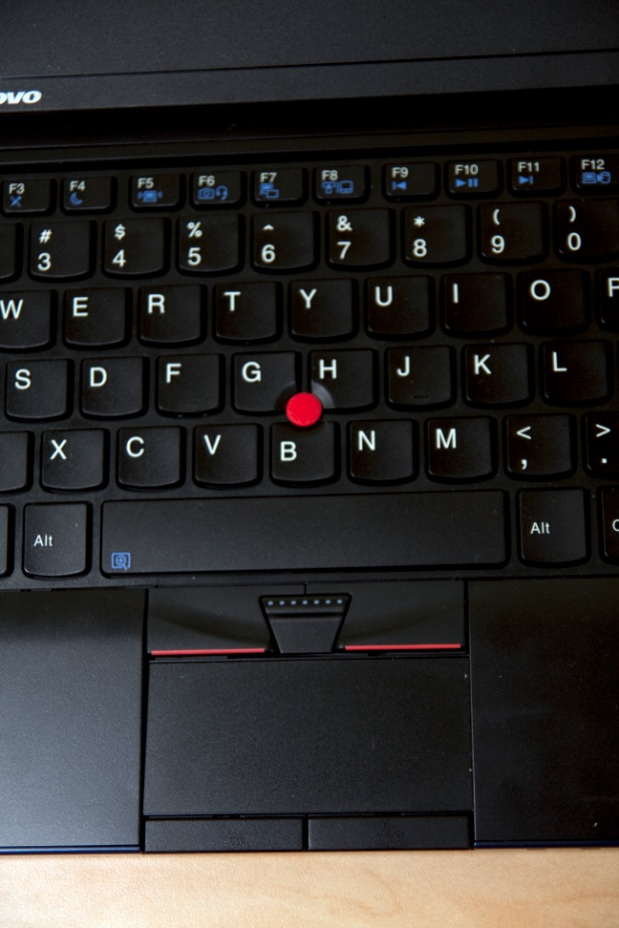 ovo
F3 F4 F5 F6 F7 F8 F9 F10 F11 F12
# $ % ^ & * ( )
3 4 5 6 7 8 9 0
W E R T Y U I O P
S D F G H J K L
X C V B N M < >
, .
Alt Alt C